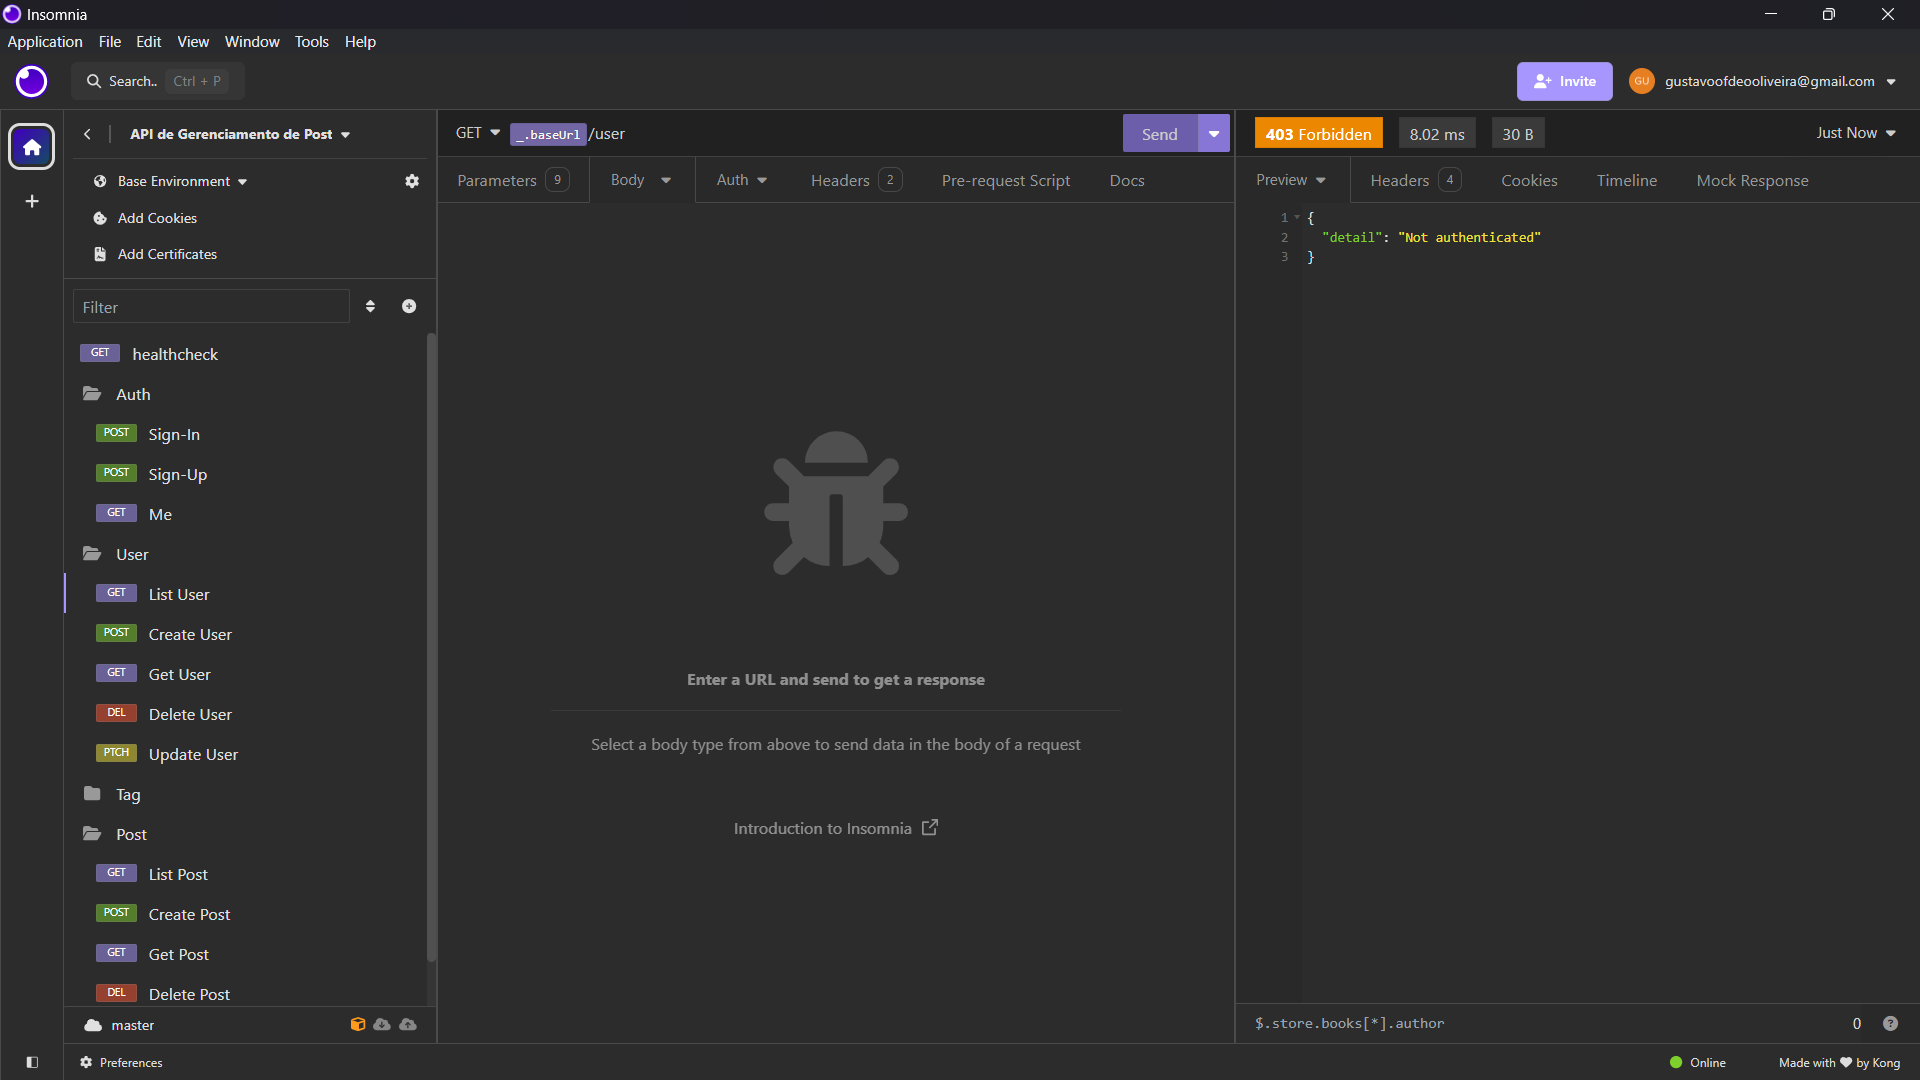 Insomnia
Application File Edit View Window Tools Help
Search.. Ctrl + P
Invite
GU gustavoofdeooliveira@gmail.com
API de Gerenciamento de Post
Base Environment
Add Cookies
Add Certificates
Filter
GET healthcheck
Auth
POST Sign-In
POST Sign-Up
GET Me
User
GET List User
POST Create User
GET Get User
DEL Delete User
PTCH Update User
Tag
Post
GET List Post
POST Create Post
GET Get Post
DEL Delete Post
master
GET _.baseUrl/user
Send
Parameters 9 Body Auth Headers 2 Pre-request Script Docs
Enter a URL and send to get a response
Select a body type from above to send data in the body of a request
Introduction to Insomnia
403 Forbidden 8.02 ms 30 B Just Now
Preview Headers 4 Cookies Timeline Mock Response
1 {
2 "detail": "Not authenticated"
3 }
$.store.books[*].author 0 ?
Preferences
Online
Made with ❤ by Kong